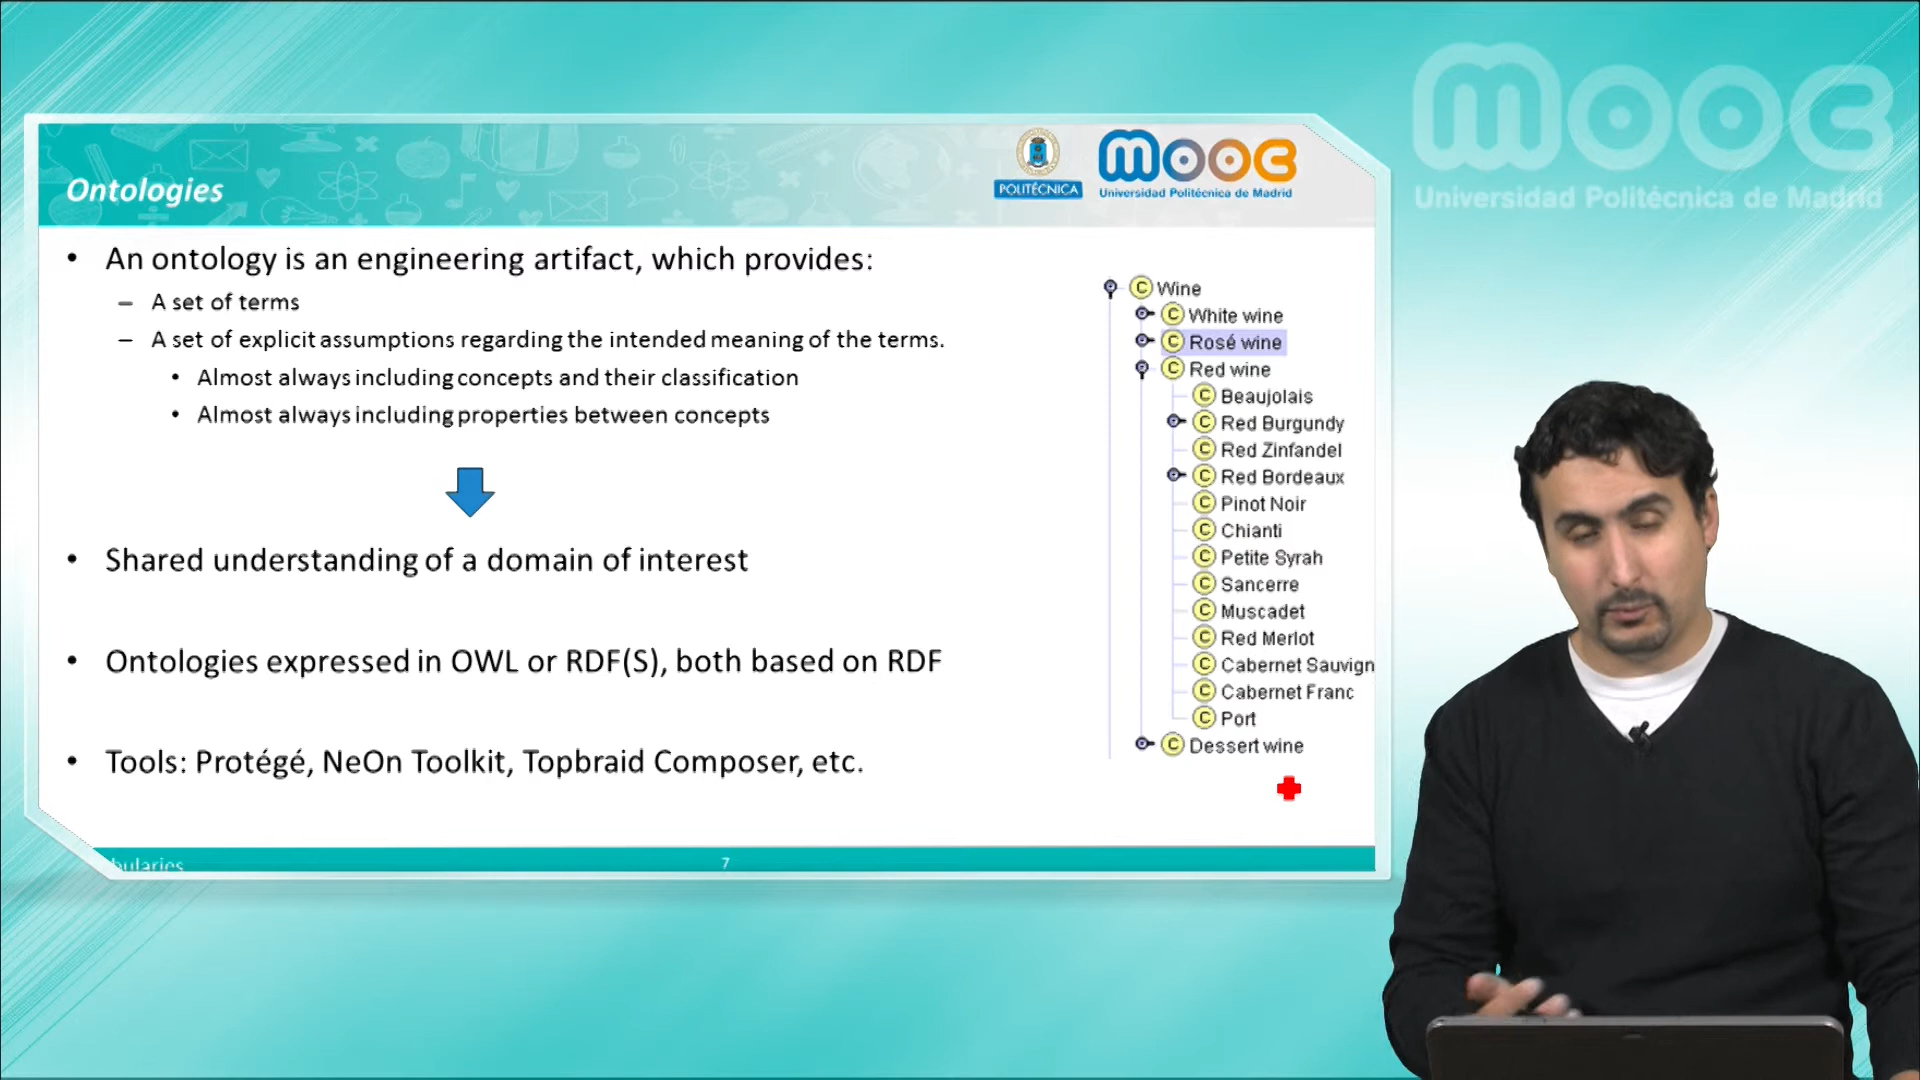 mooc
Universidad Politécnica de Madrid
POLITÉCNICA
mooc
Universidad Politécnica de Madrid
Ontologies
• An ontology is an engineering artifact, which provides:
– A set of terms
– A set of explicit assumptions regarding the intended meaning of the terms.
• Almost always including concepts and their classification
• Almost always including properties between concepts
• Shared understanding of a domain of interest
• Ontologies expressed in OWL or RDF(S), both based on RDF
• Tools: Protégé, NeOn Toolkit, Topbraid Composer, etc.
C Wine
C White wine
C Rosé wine
C Red wine
C Beaujolais
C Red Burgundy
C Red Zinfandel
C Red Bordeaux
C Pinot Noir
C Chianti
C Petite Syrah
C Sancerre
C Muscadet
C Red Merlot
C Cabernet Sauvign
C Cabernet Franc
C Port
C Dessert wine
bularies
7